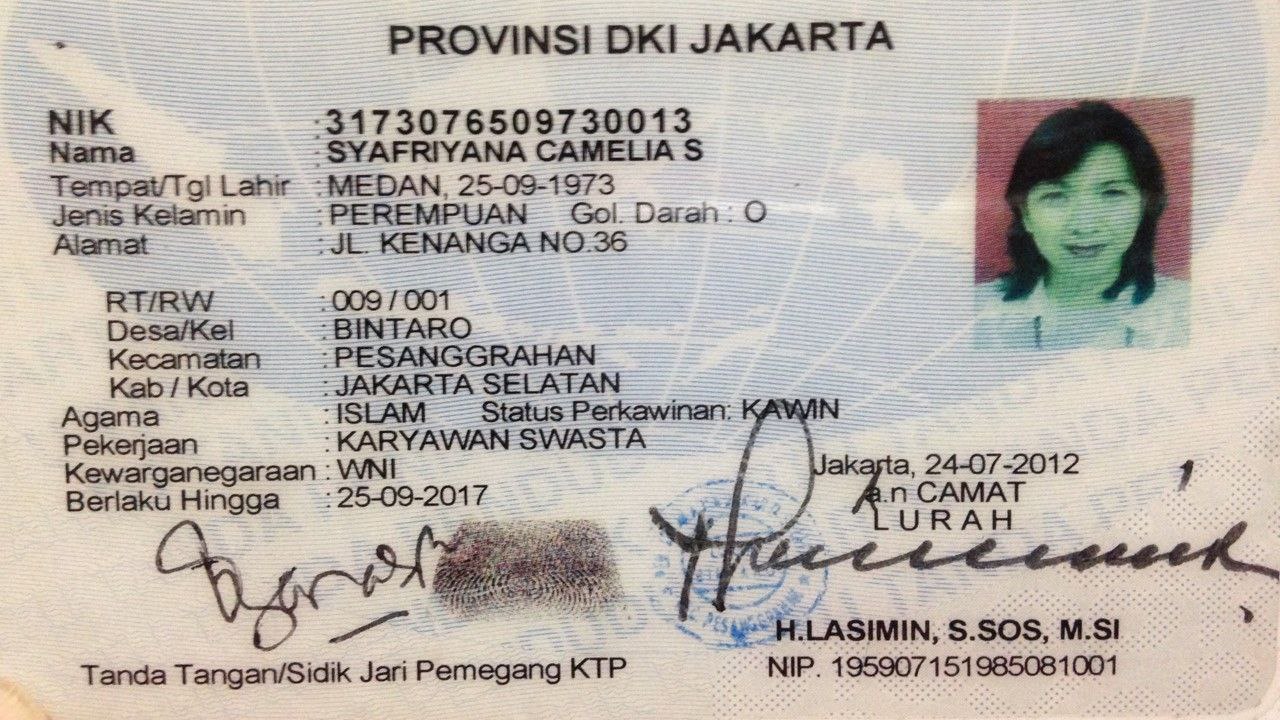 PROVINSI DKI JAKARTA
NIK : 3173076509730013
Nama : SYAFRIYANA CAMELIA S
Tempat/Tgl Lahir : MEDAN, 25-09-1973
Jenis Kelamin : PEREMPUAN Gol. Darah : O
Alamat : JL. KENANGA NO.36
RT/RW : 009 / 001
Desa/Kel : BINTARO
Kecamatan : PESANGGRAHAN
Kab / Kota : JAKARTA SELATAN
Agama : ISLAM Status Perkawinan: KAWIN
Pekerjaan : KARYAWAN SWASTA
Kewarganegaraan : WNI
Berlaku Hingga : 25-09-2017
Jakarta, 24-07-2012
a.n CAMAT
L U R A H
PESANGGRAHAN
H.LASIMIN, S.SOS, M.SI
NIP. 195907151985081001
Tanda Tangan/Sidik Jari Pemegang KTP